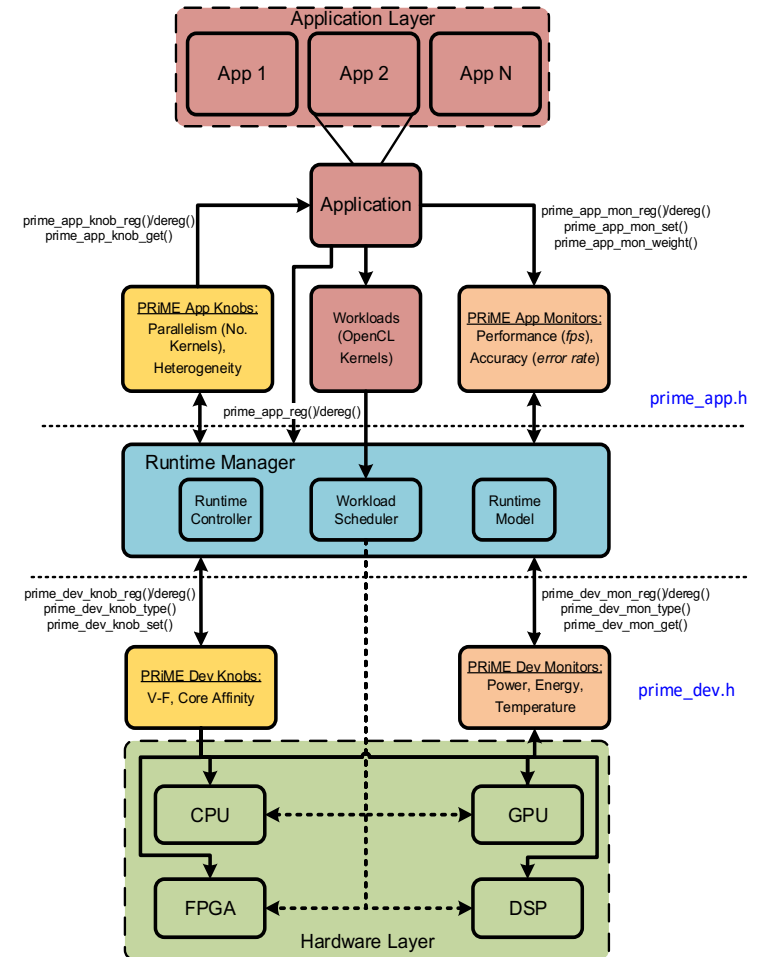 Application Layer
App 1
App 2
App N
Application
prime_app_knob_reg()/dereg()
prime_app_knob_get()
prime_app_mon_reg()/dereg()
prime_app_mon_set()
prime_app_mon_weight()
PRiME App Knobs:
Parallelism (No.
Kernels),
Heterogeneity
Workloads
(OpenCL
Kernels)
PRiME App Monitors:
Performance (fps),
Accuracy (error rate)
prime_app.h
prime_app_reg()/dereg()
Runtime Manager
Runtime
Controller
Workload
Scheduler
Runtime
Model
prime_dev_knob_reg()/dereg()
prime_dev_knob_type()
prime_dev_knob_set()
prime_dev_mon_reg()/dereg()
prime_dev_mon_type()
prime_dev_mon_get()
PRiME Dev Knobs:
V-F, Core Affinity
PRiME Dev Monitors:
Power, Energy,
Temperature
prime_dev.h
CPU
GPU
FPGA
DSP
Hardware Layer